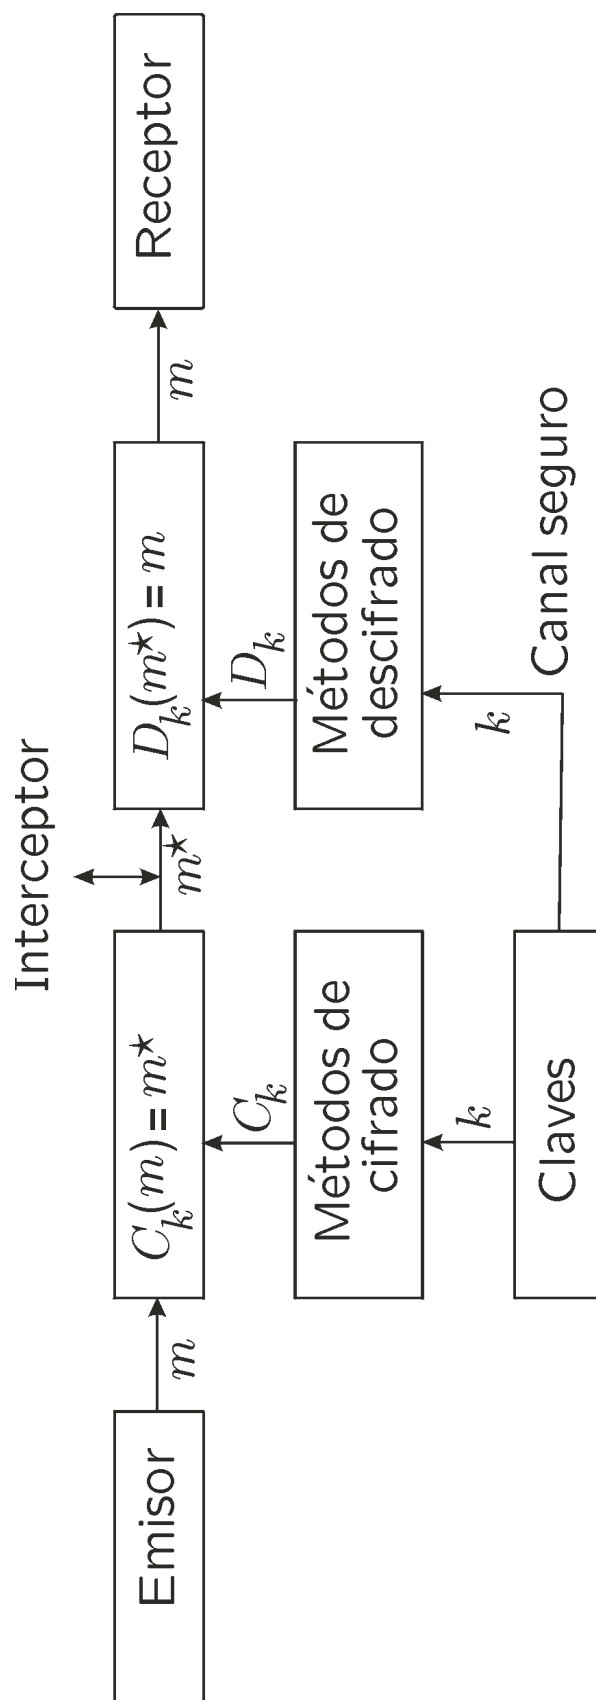 Interceptor
Emisor
m
C_k(m) = m★
m★
D_k(m★) = m
m
Receptor
C_k
D_k
Métodos de
cifrado
Métodos de
descifrado
k
k
Claves
Canal seguro